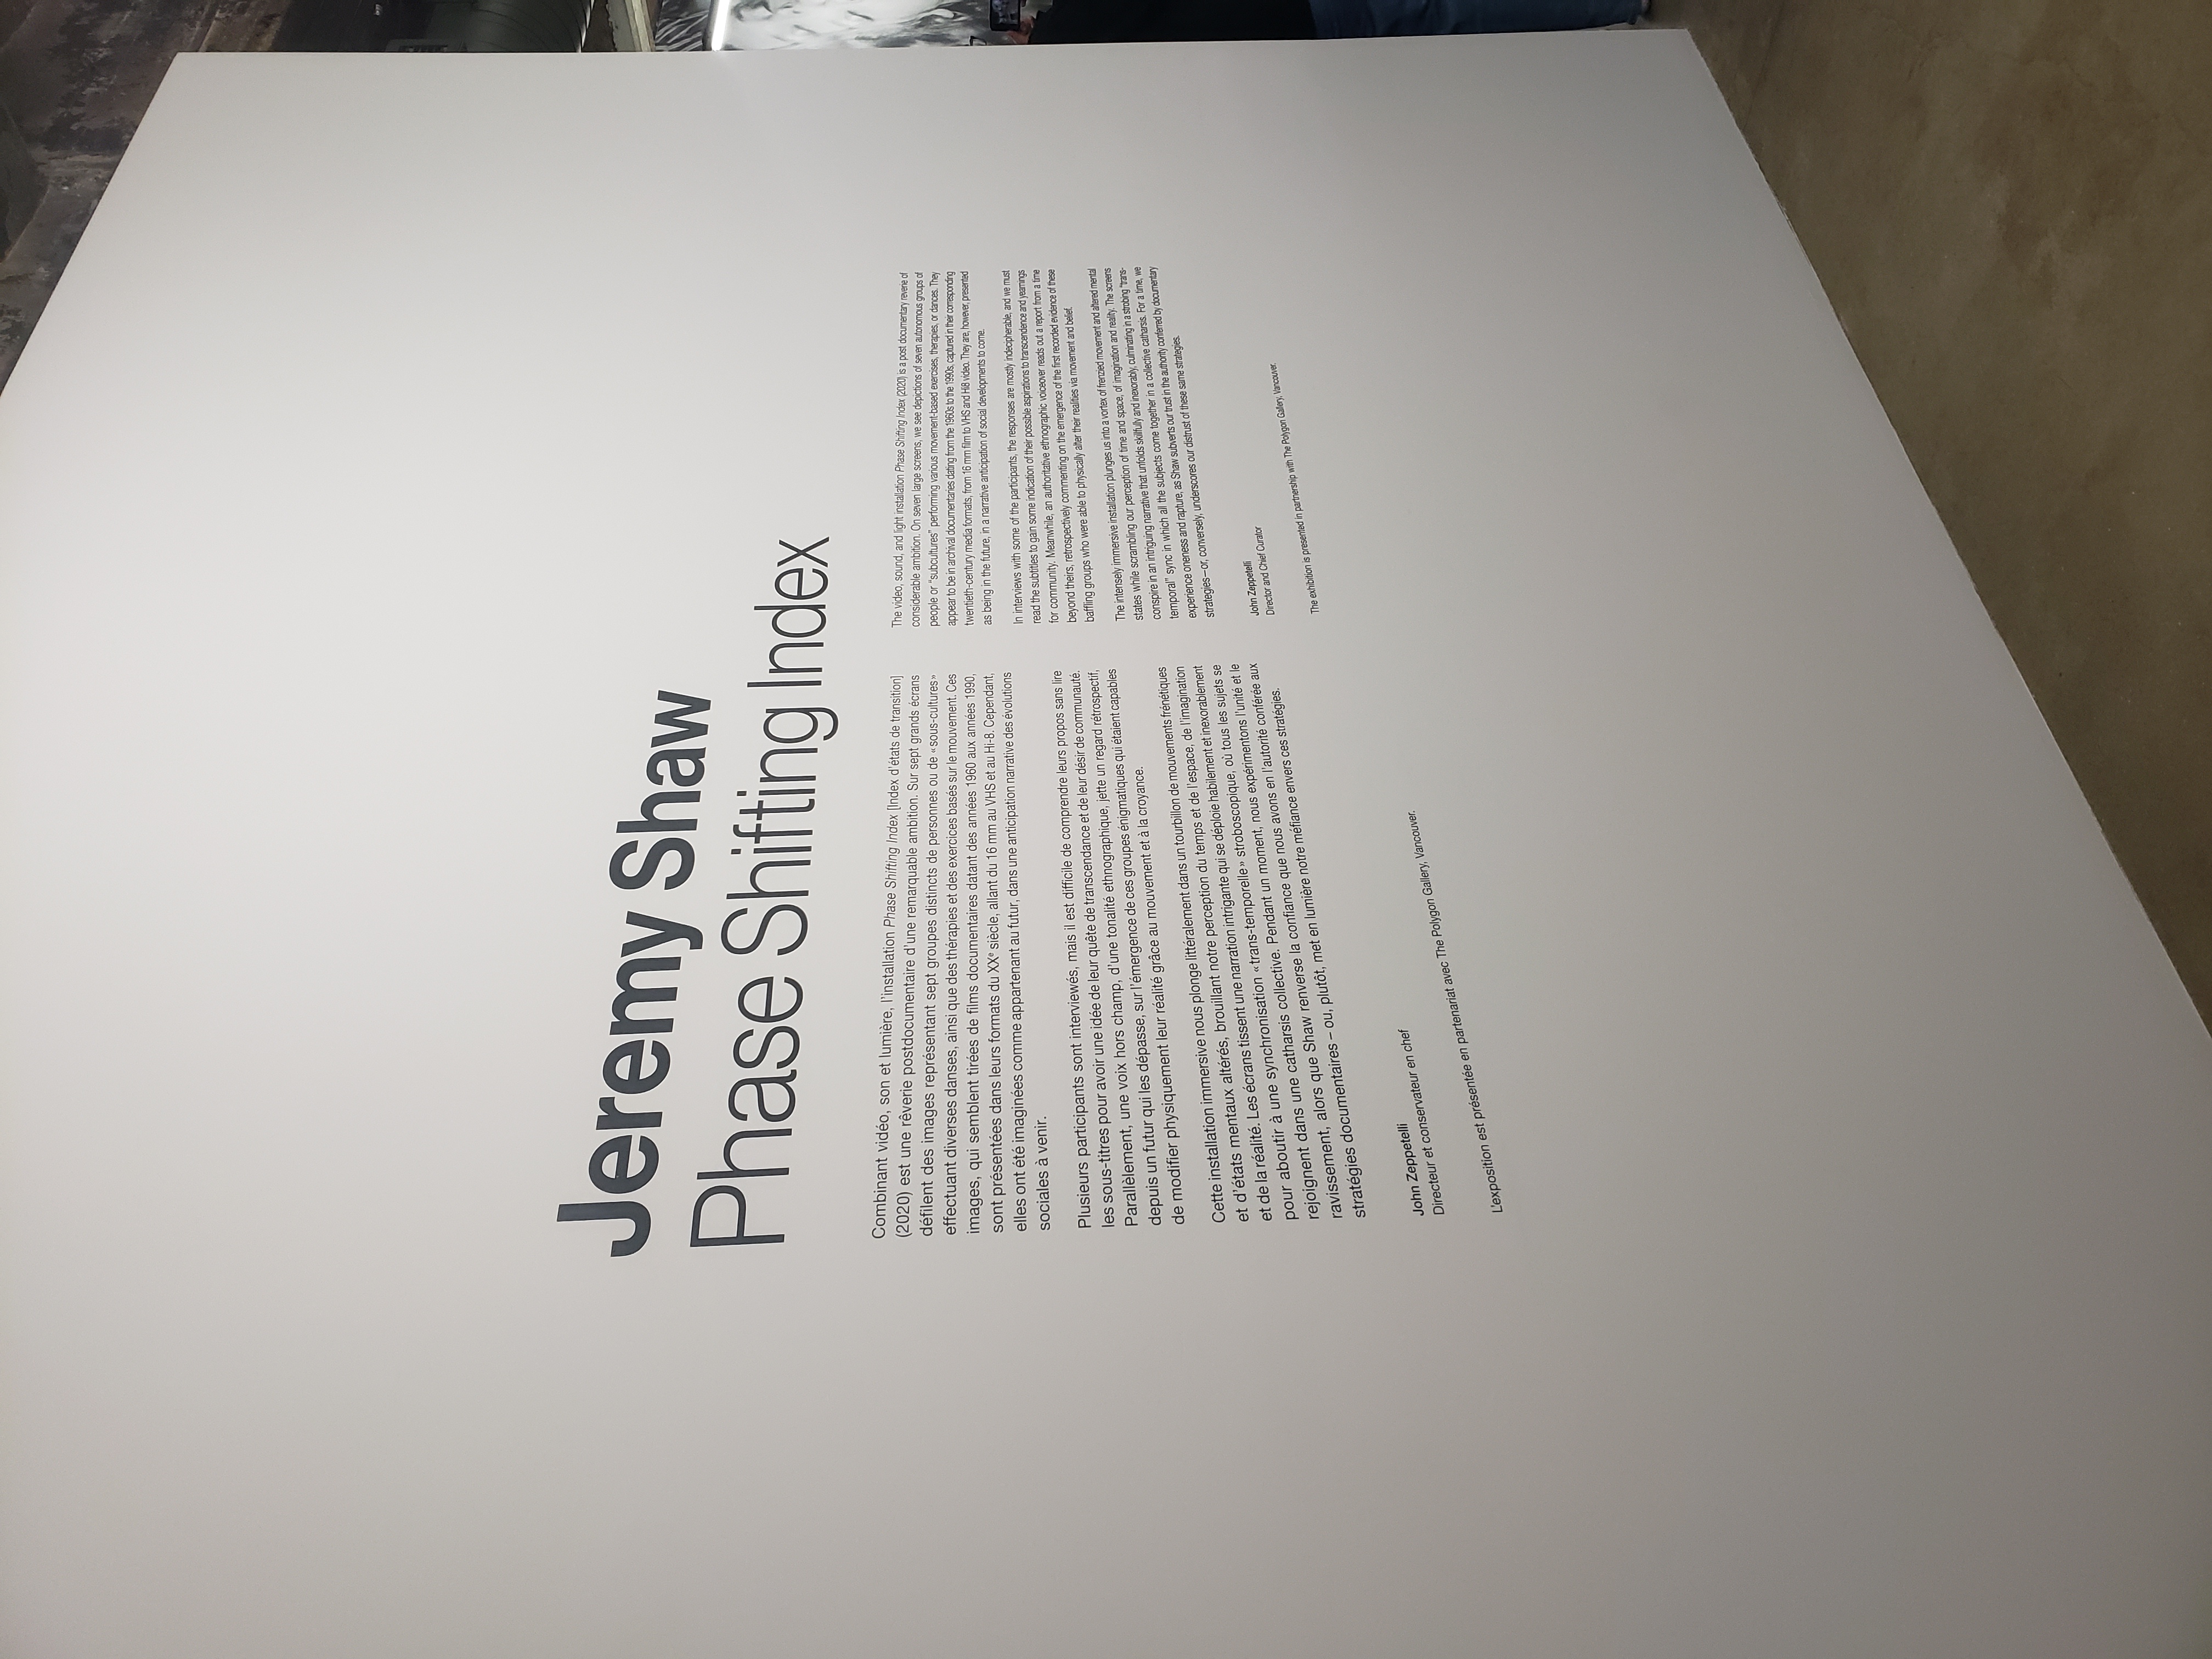 Jeremy Shaw
Phase Shifting Index
Combinant vidéo, son et lumière, l'installation Phase Shifting Index [Index d'états de transition]
(2020) est une rêverie postdocumentaire d'une remarquable ambition. Sur sept grands écrans
défilent des images représentant sept groupes distincts de personnes ou de «sous-cultures»
effectuant diverses danses, ainsi que des thérapies et des exercices basés sur le mouvement. Ces
images, qui semblent tirées de films documentaires datant des années 1960 aux années 1990,
sont présentées dans leurs formats du XXᵉ siècle, allant du 16 mm au VHS et au Hi-8. Cependant,
elles ont été imaginées comme appartenant au futur, dans une anticipation narrative des évolutions
sociales à venir.
Plusieurs participants sont interviewés, mais il est difficile de comprendre leurs propos sans lire
les sous-titres pour avoir une idée de leur quête de transcendance et de leur désir de communauté.
Parallèlement, une voix hors champ, d'une tonalité ethnographique, jette un regard rétrospectif,
depuis un futur qui les dépasse, sur l'émergence de ces groupes énigmatiques qui étaient capables
de modifier physiquement leur réalité grâce au mouvement et à la croyance.
Cette installation immersive nous plonge littéralement dans un tourbillon de mouvements frénétiques
et d'états mentaux altérés, brouillant notre perception du temps et de l'espace, de l'imagination
et de la réalité. Les écrans tissent une narration intrigante qui se déploie habilement et inexorablement
pour aboutir à une synchronisation «trans-temporelle» stroboscopique, où tous les sujets se
rejoignent dans une catharsis collective. Pendant un moment, nous expérimentons l'unité et le
ravissement, alors que Shaw renverse la confiance que nous avons en l'autorité conférée aux
stratégies documentaires – ou, plutôt, met en lumière notre méfiance envers ces stratégies.
John Zeppetelli
Directeur et conservateur en chef
L'exposition est présentée en partenariat avec The Polygon Gallery, Vancouver.
The video, sound, and light installation Phase Shifting Index (2020) is a post documentary reverie of
considerable ambition. On seven large screens, we see depictions of seven autonomous groups of
people or "subcultures" performing various movement-based exercises, therapies, or dances. They
appear to be in archival documentaries dating from the 1960s to the 1990s, captured in their corresponding
twentieth-century media formats, from 16 mm film to VHS and Hi8 video. They are, however, presented
as being in the future, in a narrative anticipation of social developments to come.
In interviews with some of the participants, the responses are mostly indecipherable, and we must
read the subtitles to gain some indication of their possible aspirations to transcendence and yearnings
for community. Meanwhile, an authoritative ethnographic voiceover reads out a report from a time
beyond theirs, retrospectively commenting on the emergence of the first recorded evidence of these
baffling groups who were able to physically alter their realities via movement and belief.
The intensely immersive installation plunges us into a vortex of frenzied movement and altered mental
states while scrambling our perception of time and space, of imagination and reality. The screens
conspire in an intriguing narrative that unfolds skillfully and inexorably, culminating in a strobing "trans-
temporal" sync in which all the subjects come together in a collective catharsis. For a time, we
experience oneness and rapture, as Shaw subverts our trust in the authority conferred by documentary
strategies—or, conversely, underscores our distrust of these same strategies.
John Zeppetelli
Director and Chief Curator
The exhibition is presented in partnership with The Polygon Gallery, Vancouver.